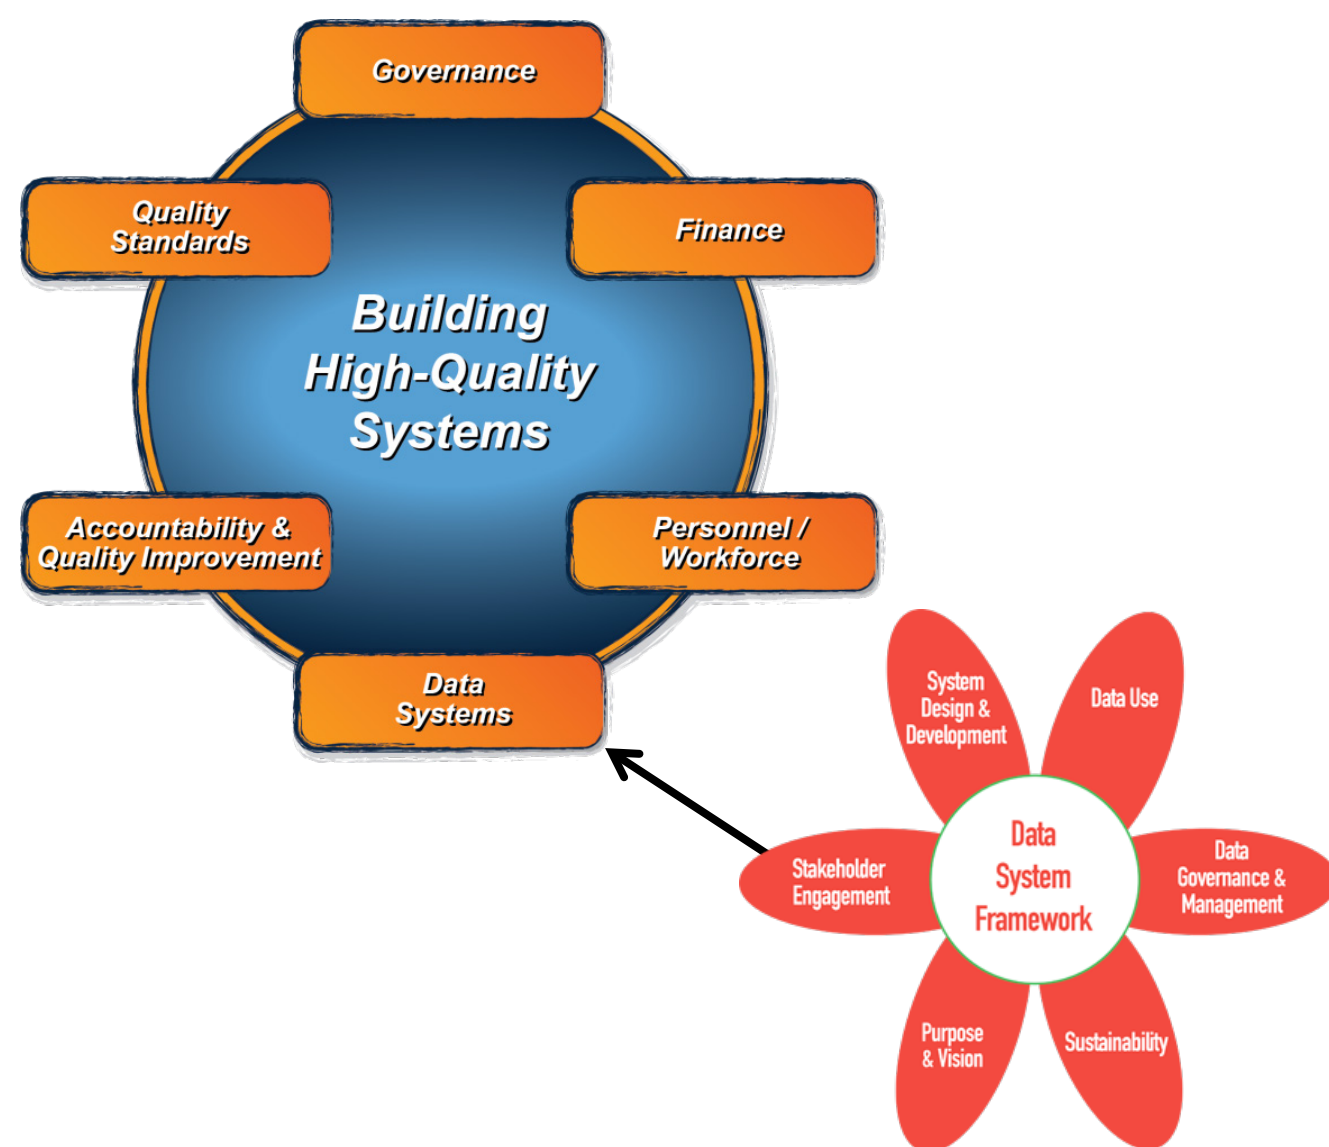 Governance
Quality
Standards
Finance
Building
High-Quality
Systems
Accountability &
Quality Improvement
Personnel /
Workforce
Data
Systems
System
Design &
Development
Data Use
Stakeholder
Engagement
Data
System
Framework
Data
Governance &
Management
Purpose
& Vision
Sustainability